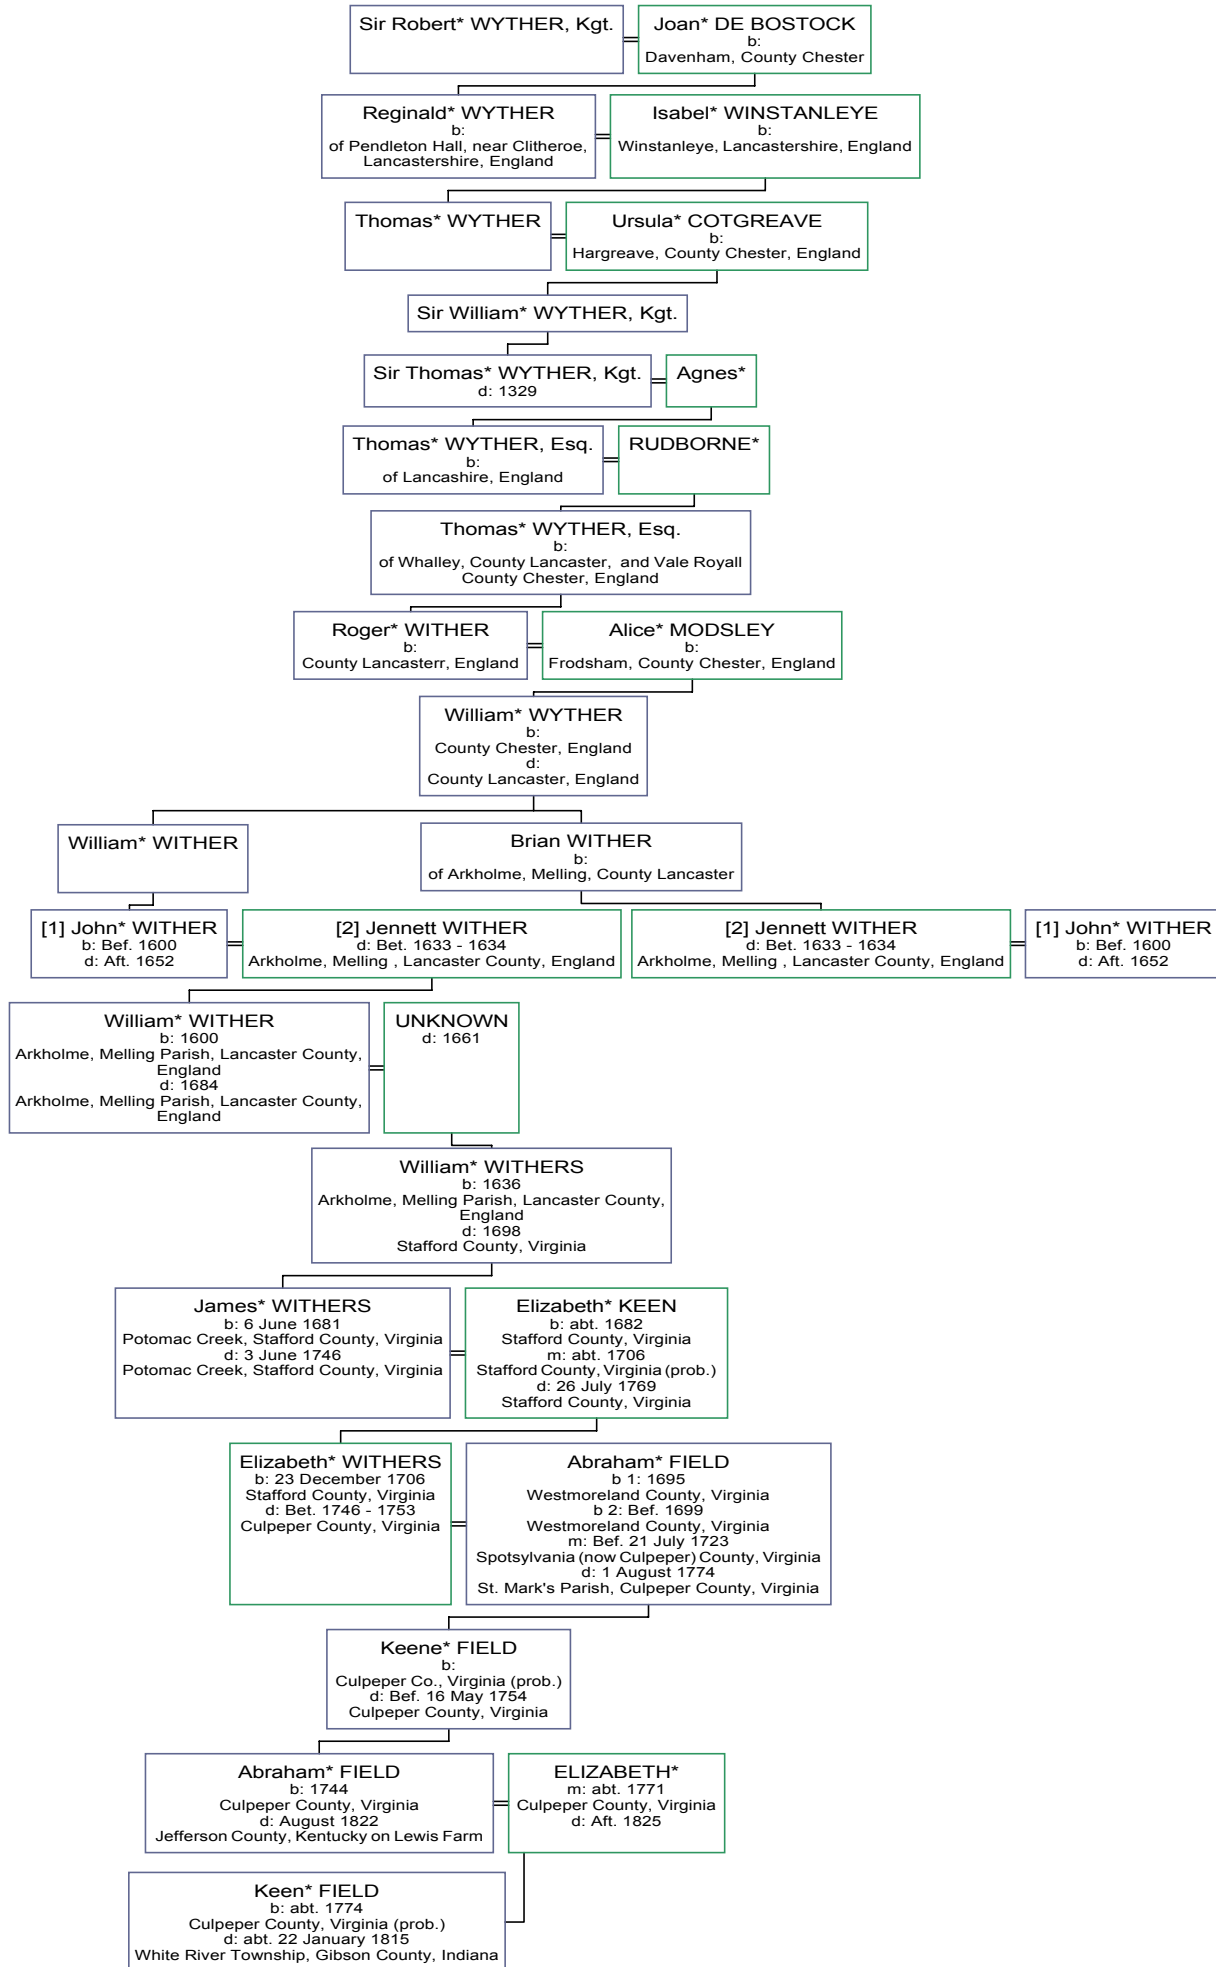 Sir Robert* WYTHER, Kgt.
Joan* DE BOSTOCK
b:
Davenham, County Chester
Reginald* WYTHER
b:
of Pendleton Hall, near Clitheroe,
Lancastershire, England
Isabel* WINSTANLEYE
b:
Winstanleye, Lancastershire, England
Thomas* WYTHER
Ursula* COTGREAVE
b:
Hargreave, County Chester, England
Sir William* WYTHER, Kgt.
Sir Thomas* WYTHER, Kgt.
d: 1329
Agnes*
Thomas* WYTHER, Esq.
b:
of Lancashire, England
RUDBORNE*
Thomas* WYTHER, Esq.
b:
of Whalley, County Lancaster, and Vale Royall
County Chester, England
Roger* WITHER
b:
County Lancasterr, England
Alice* MODSLEY
b:
Frodsham, County Chester, England
William* WYTHER
b:
County Chester, England
d:
County Lancaster, England
William* WITHER
Brian WITHER
b:
of Arkholme, Melling, County Lancaster
[1] John* WITHER
b: Bef. 1600
d: Aft. 1652
[2] Jennett WITHER
d: Bet. 1633 - 1634
Arkholme, Melling , Lancaster County, England
[2] Jennett WITHER
d: Bet. 1633 - 1634
Arkholme, Melling , Lancaster County, England
[1] John* WITHER
b: Bef. 1600
d: Aft. 1652
William* WITHER
b: 1600
Arkholme, Melling Parish, Lancaster County,
England
d: 1684
Arkholme, Melling Parish, Lancaster County,
England
UNKNOWN
d: 1661
William* WITHERS
b: 1636
Arkholme, Melling Parish, Lancaster County,
England
d: 1698
Stafford County, Virginia
James* WITHERS
b: 6 June 1681
Potomac Creek, Stafford County, Virginia
d: 3 June 1746
Potomac Creek, Stafford County, Virginia
Elizabeth* KEEN
b: abt. 1682
Stafford County, Virginia
m: abt. 1706
Stafford County, Virginia (prob.)
d: 26 July 1769
Stafford County, Virginia
Elizabeth* WITHERS
b: 23 December 1706
Stafford County, Virginia
d: Bet. 1746 - 1753
Culpeper County, Virginia
Abraham* FIELD
b 1: 1695
Westmoreland County, Virginia
b 2: Bef. 1699
Westmoreland County, Virginia
m: Bef. 21 July 1723
Spotsylvania (now Culpeper) County, Virginia
d: 1 August 1774
St. Mark's Parish, Culpeper County, Virginia
Keene* FIELD
b:
Culpeper Co., Virginia (prob.)
d: Bef. 16 May 1754
Culpeper County, Virginia
Abraham* FIELD
b: 1744
Culpeper County, Virginia
d: August 1822
Jefferson County, Kentucky on Lewis Farm
ELIZABETH*
m: abt. 1771
Culpeper County, Virginia
d: Aft. 1825
Keen* FIELD
b: abt. 1774
Culpeper County, Virginia (prob.)
d: abt. 22 January 1815
White River Township, Gibson County, Indiana